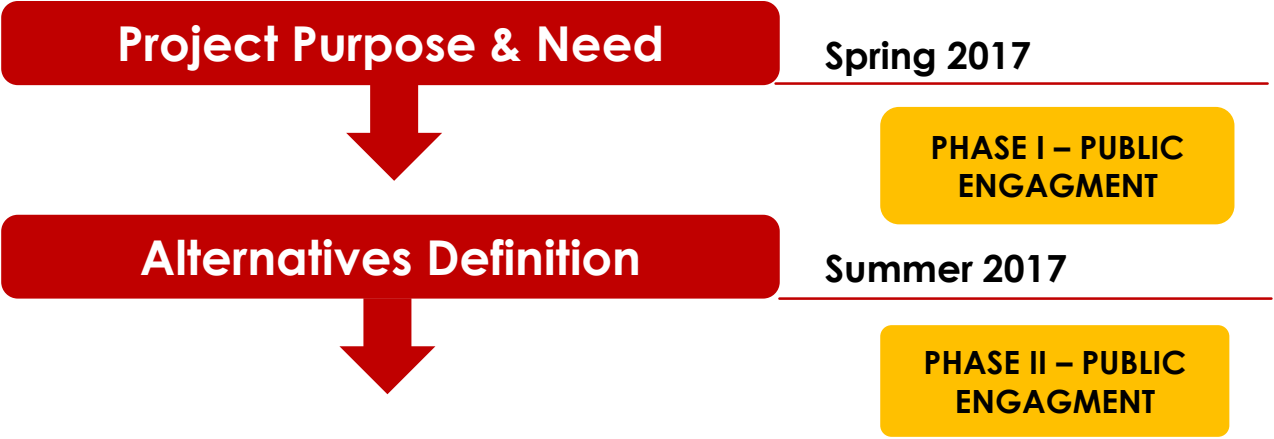 Project Purpose & Need
Spring 2017
PHASE I – PUBLIC
ENGAGMENT
Alternatives Definition
Summer 2017
PHASE II – PUBLIC
ENGAGMENT